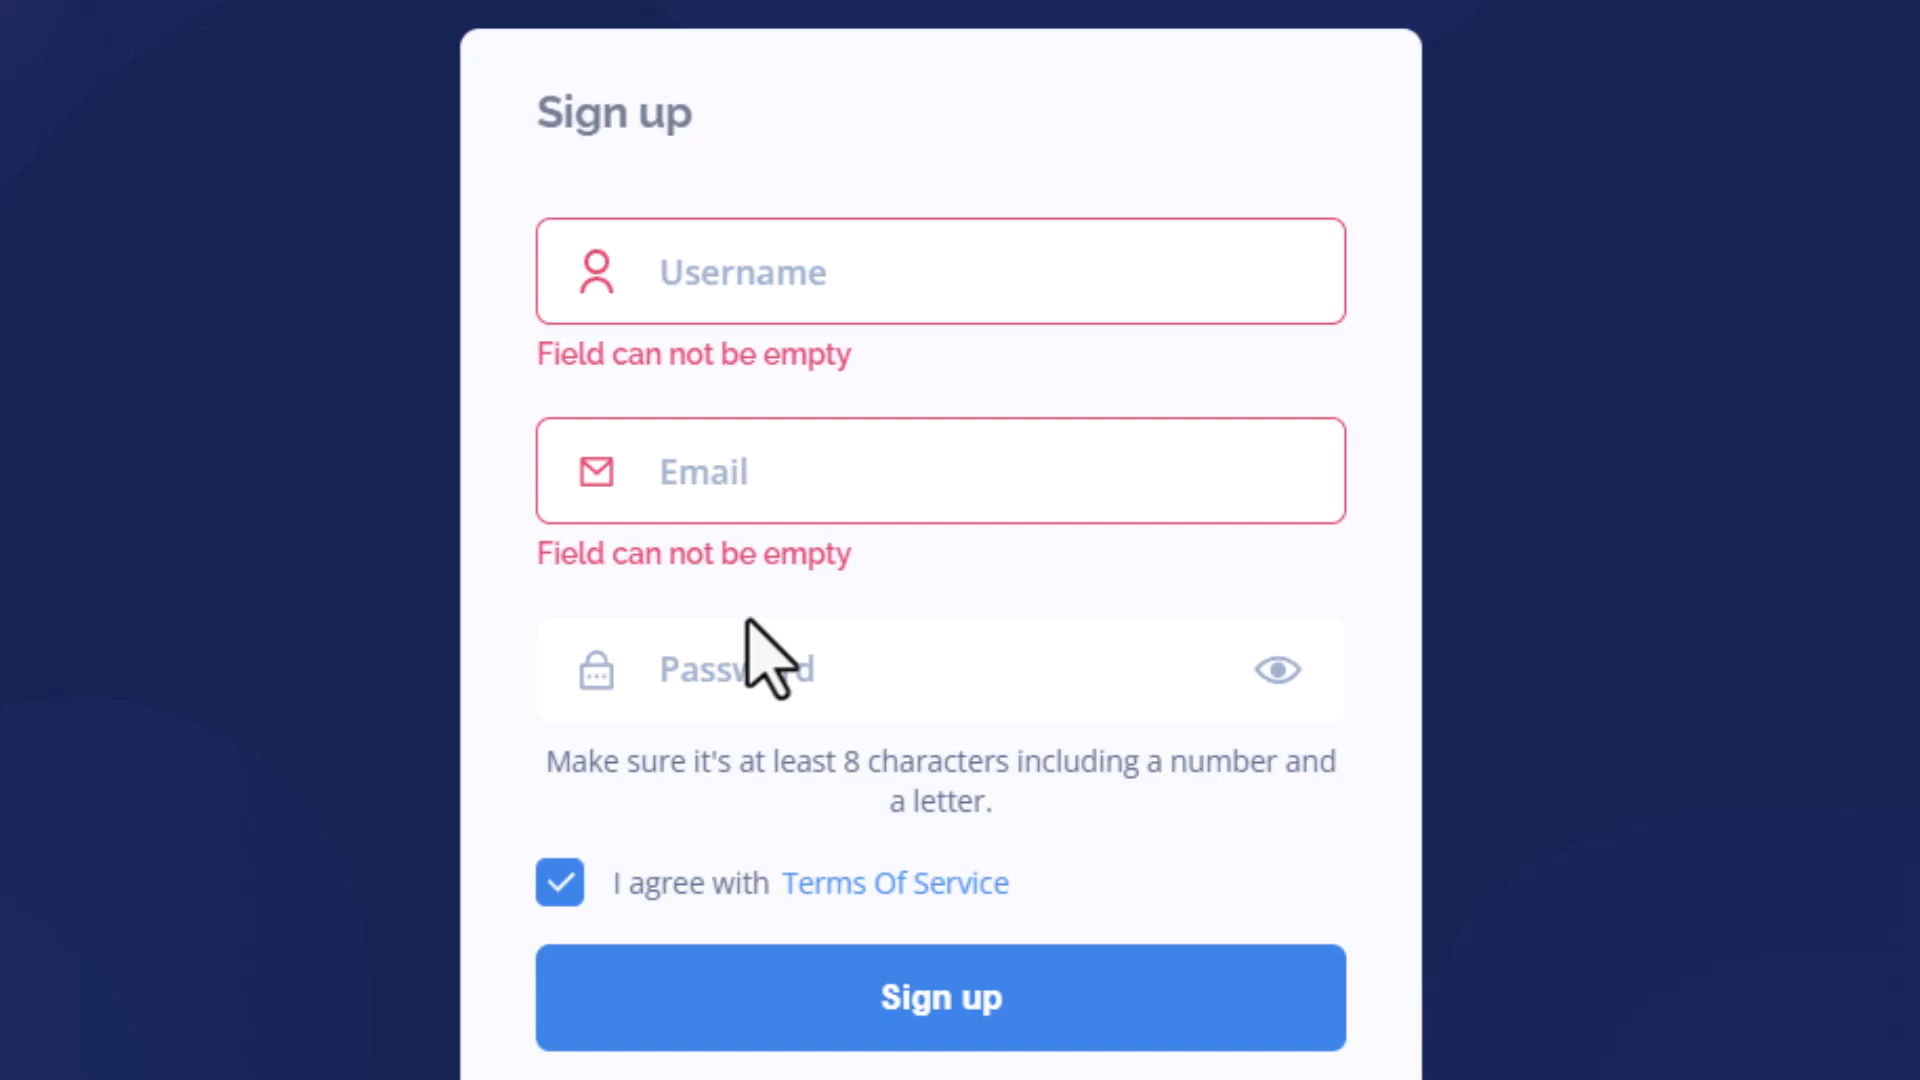 Sign up
Username
Field can not be empty
Email
Field can not be empty
Password
Make sure it's at least 8 characters including a number and
a letter.
I agree with Terms Of Service
Sign up